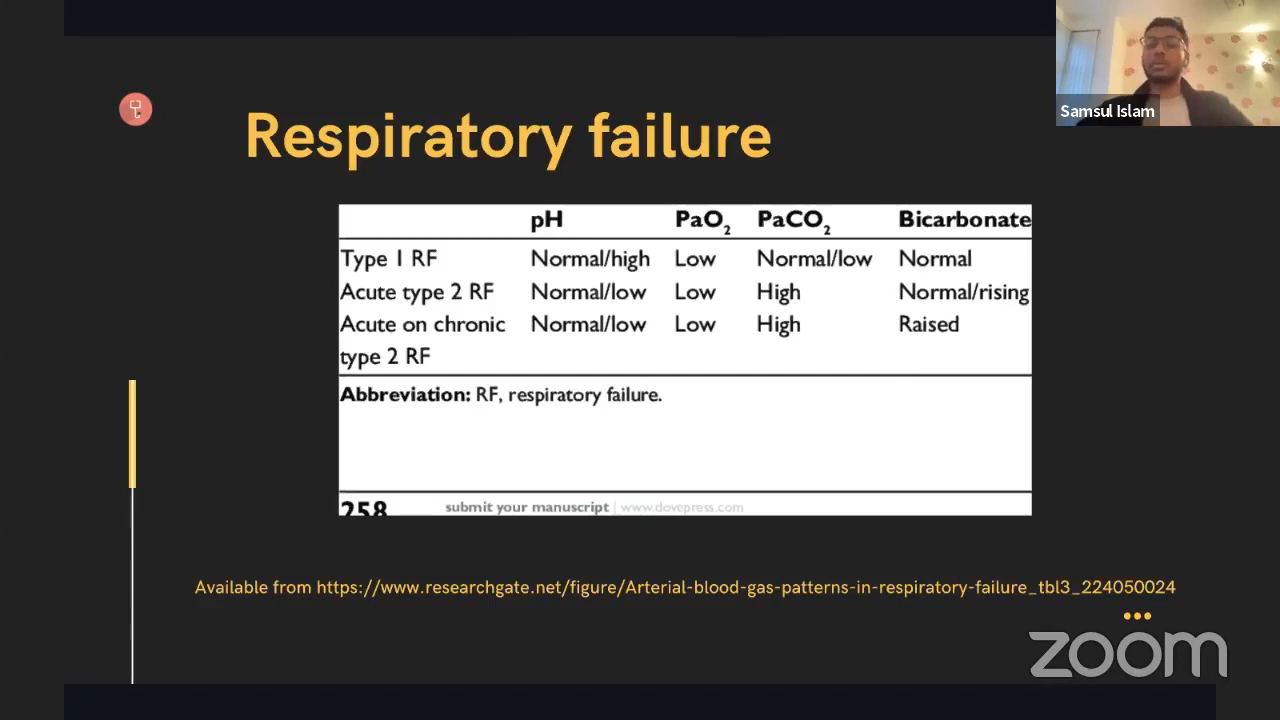 Samsul Islam
Respiratory failure
pH PaO2 PaCO2 Bicarbonate
Type 1 RF Normal/high Low Normal/low Normal
Acute type 2 RF Normal/low Low High Normal/rising
Acute on chronic Normal/low Low High Raised
type 2 RF
Abbreviation: RF, respiratory failure.
258 submit your manuscript | www.dovepress.com
Available from https://www.researchgate.net/figure/Arterial-blood-gas-patterns-in-respiratory-failure_tbl3_224050024
zoom